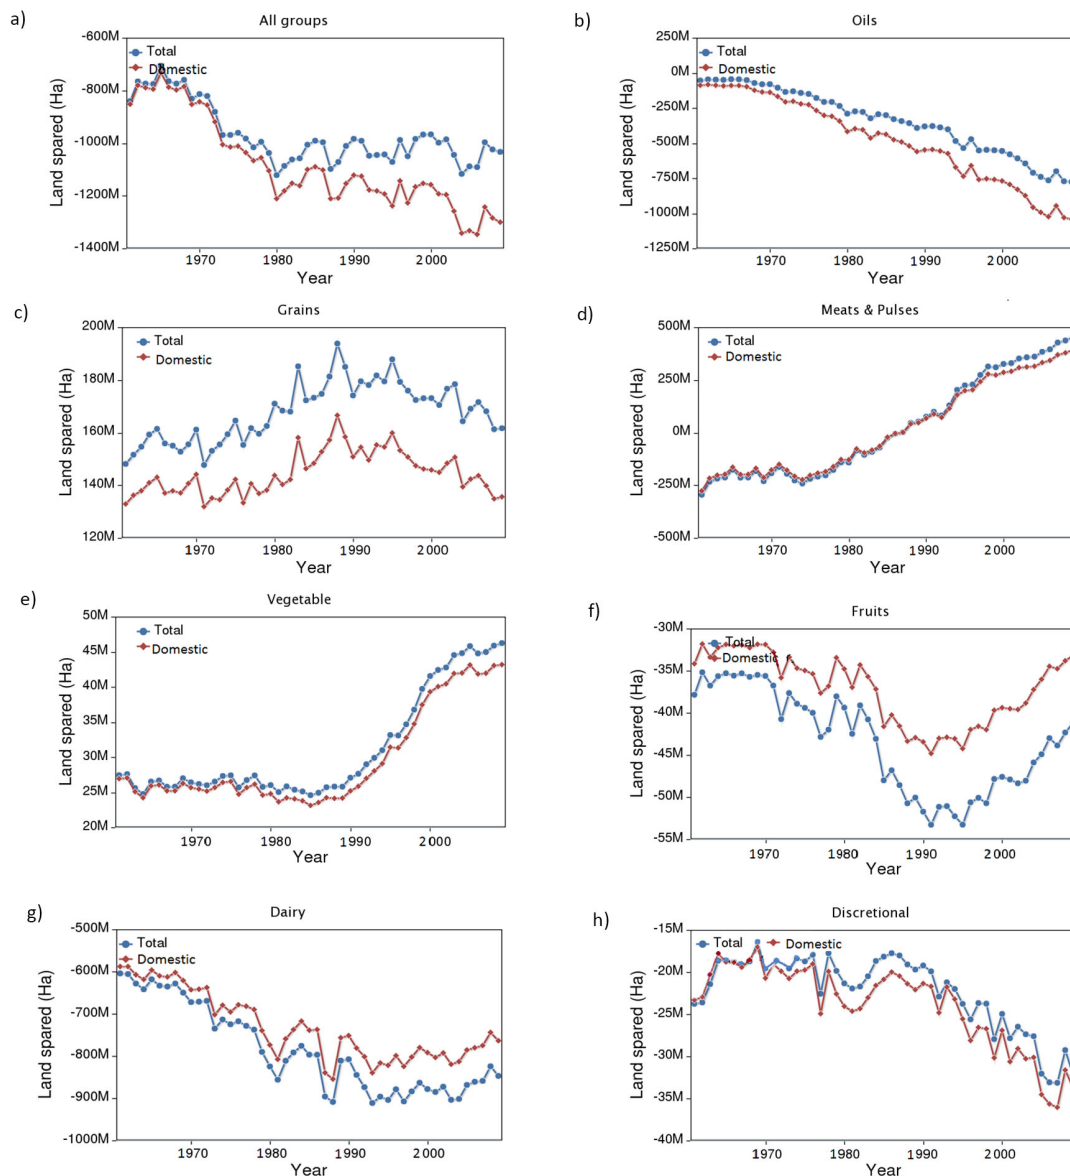 a)
All groups
Land spared (Ha)
-600M
-800M
-1000M
-1200M
-1400M
Total
Domestic
1970
1980
1990
2000
Year
b)
Oils
Land spared (Ha)
250M
0M
-250M
-500M
-750M
-1000M
-1250M
Total
Domestic
1970
1980
1990
2000
Year
c)
Grains
Land spared (Ha)
200M
180M
160M
140M
120M
Total
Domestic
1970
1980
1990
2000
Year
d)
Meats & Pulses
Land spared (Ha)
500M
250M
0M
-250M
-500M
Total
Domestic
1970
1980
1990
2000
Year
e)
Vegetable
Land spared (Ha)
50M
45M
40M
35M
30M
25M
20M
Total
Domestic
1970
1980
1990
2000
Year
f)
Fruits
Land spared (Ha)
-30M
-35M
-40M
-45M
-50M
-55M
Total
Domestic
1970
1980
1990
2000
Year
g)
Dairy
Land spared (Ha)
-500M
-600M
-700M
-800M
-900M
-1000M
Total
Domestic
1970
1980
1990
2000
Year
h)
Discretional
Land spared (Ha)
-15M
-20M
-25M
-30M
-35M
-40M
Total
Domestic
1970
1980
1990
2000
Year